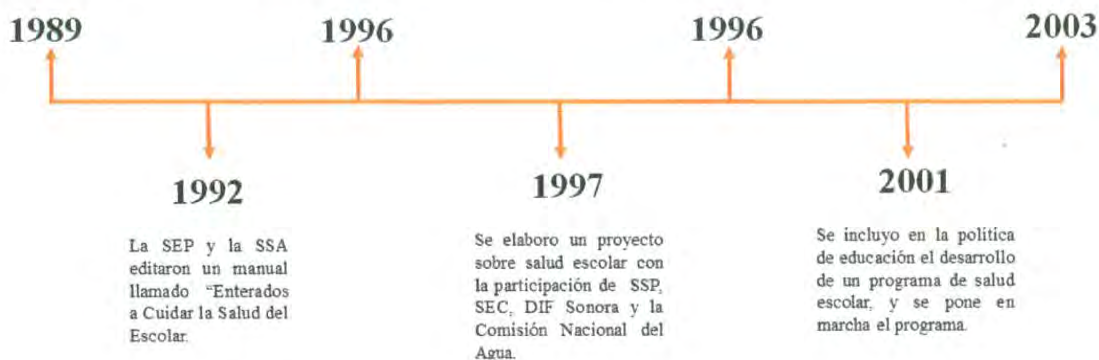 1989
1996
1996
2003
1992
La SEP y la SSA
editaron un manual
llamado “Enterados
a Cuidar la Salud del
Escolar.
1997
Se elaboro un proyecto
sobre salud escolar con
la participación de SSP,
SEC, DIF Sonora y la
Comisión Nacional del
Agua.
2001
Se incluyo en la politica
de educación el desarrollo
de un programa de salud
escolar, y se pone en
marcha el programa.